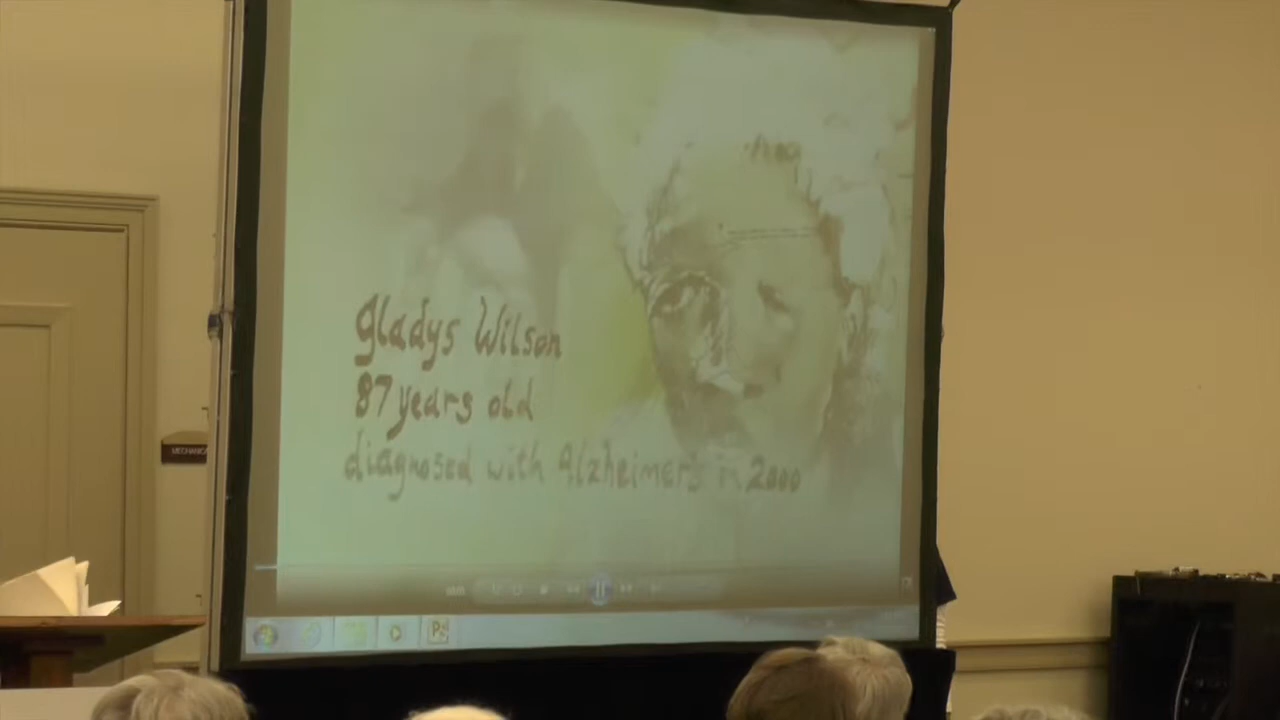 Gladys Wilson
87 years old
diagnosed with Alzheimer's in 2000